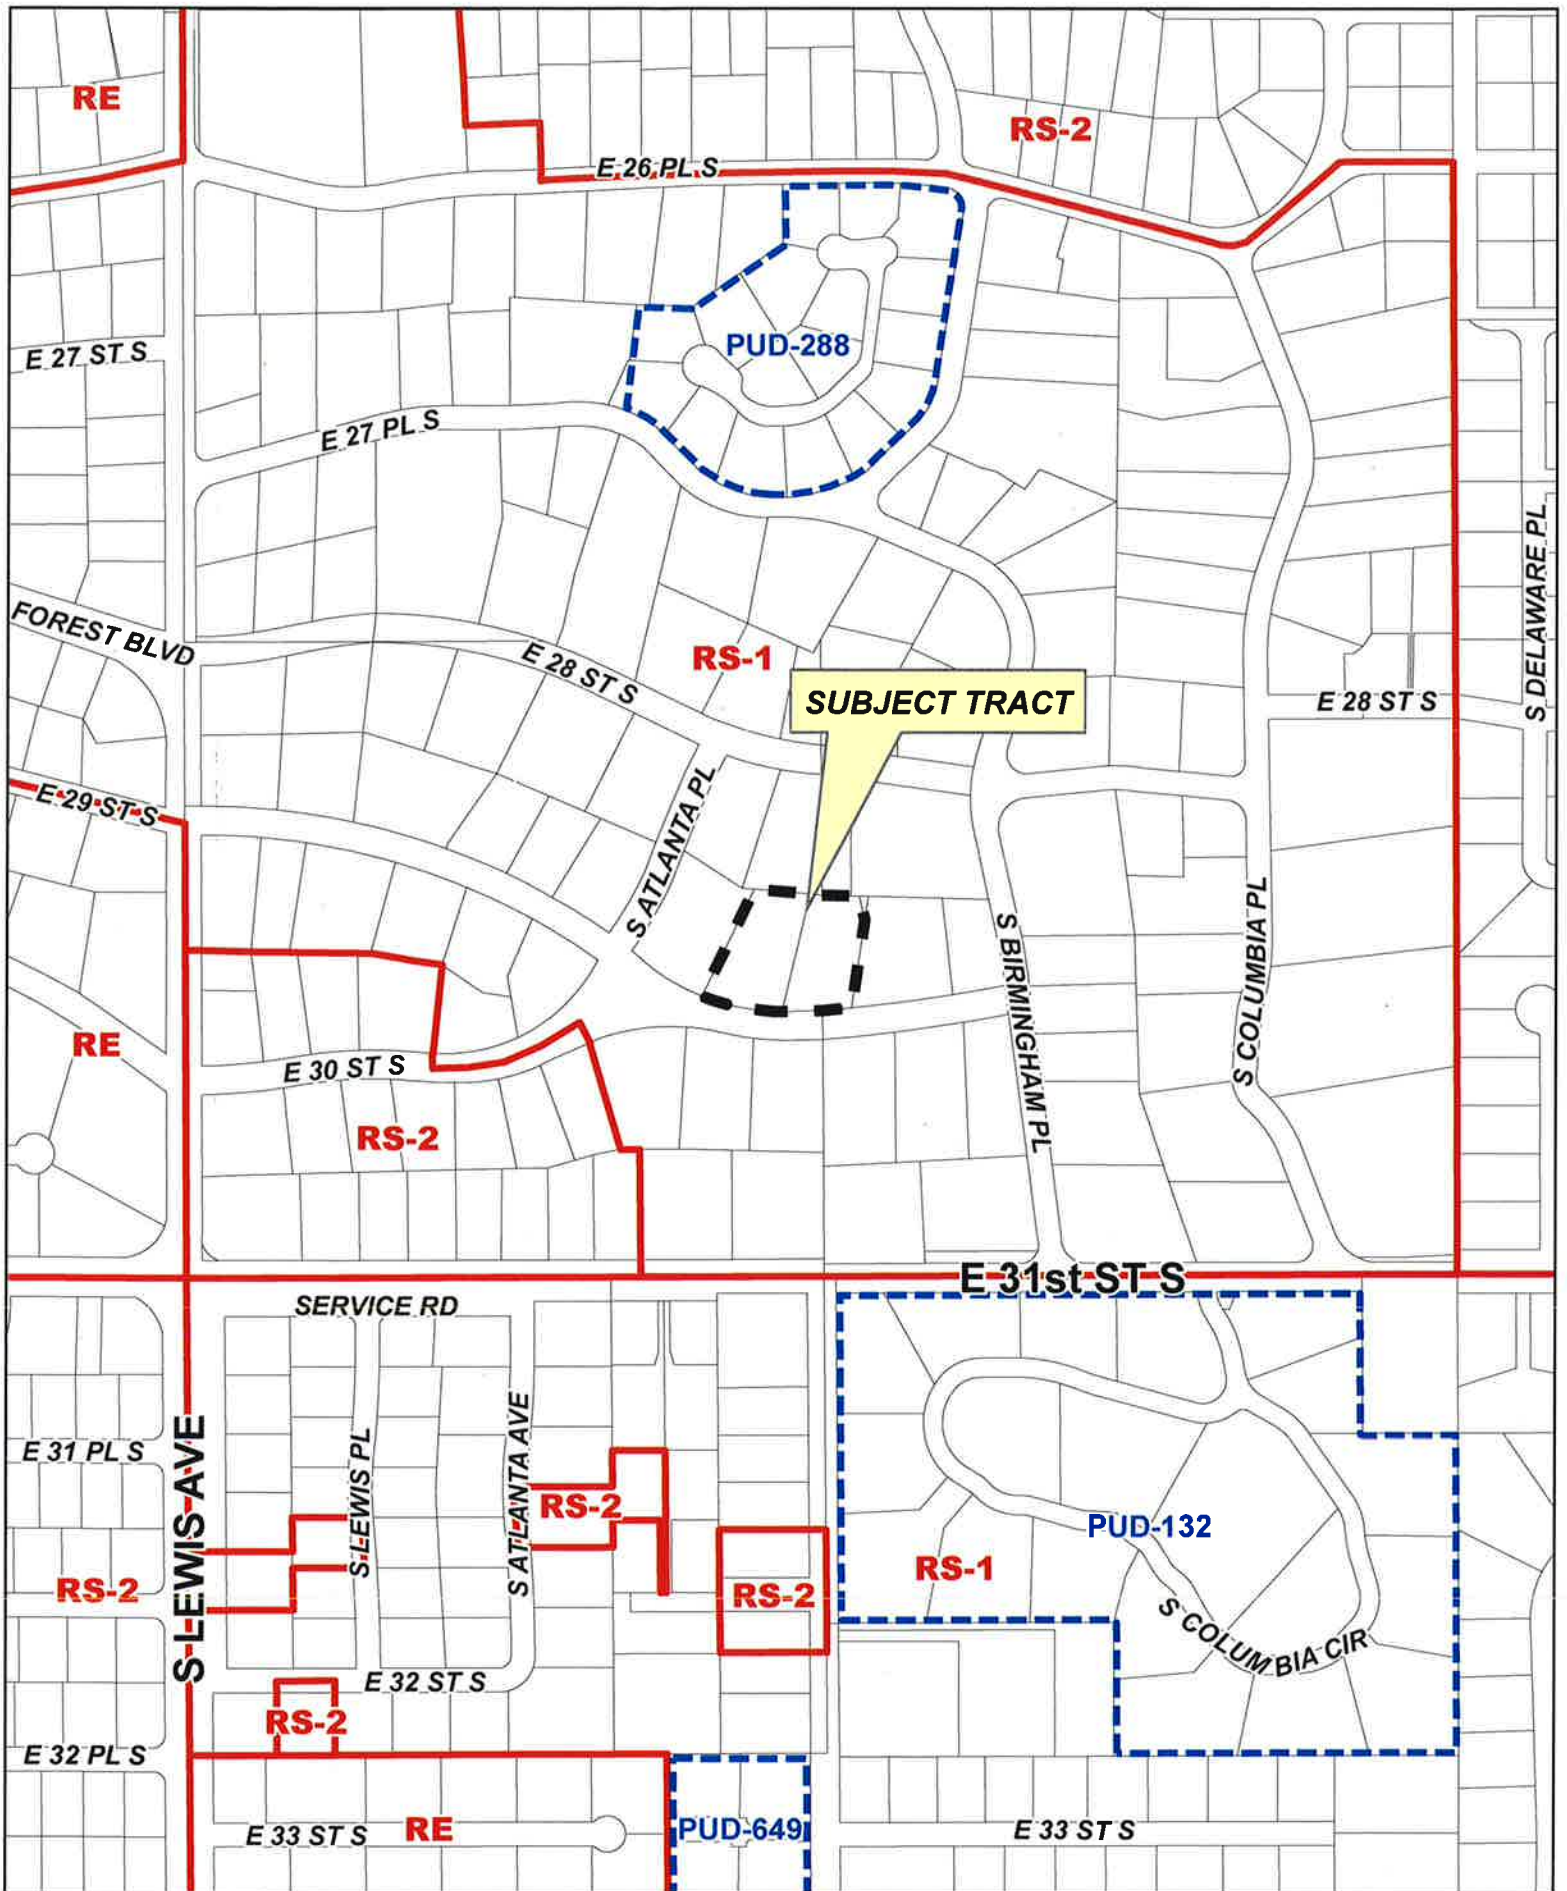 RE
RS-2
E 26 PL S
PUD-288
E 27 ST S
E 27 PL S
S DELAWARE PL
FOREST BLVD
E 28 ST S
RS-1
SUBJECT TRACT
E 28 ST S
E 29 ST S
S ATLANTA PL
S BIRMINGHAM PL
S COLUMBIA PL
RE
E 30 ST S
RS-2
E 31st ST S
SERVICE RD
S LEWIS AVE
E 31 PL S
S LEWIS PL
S ATLANTA AVE
RS-2
PUD-132
RS-1
RS-2
RS-2
S COLUMBIA CIR
E 32 ST S
RS-2
E 32 PL S
E 33 ST S
RE
PUD-649
E 33 ST S